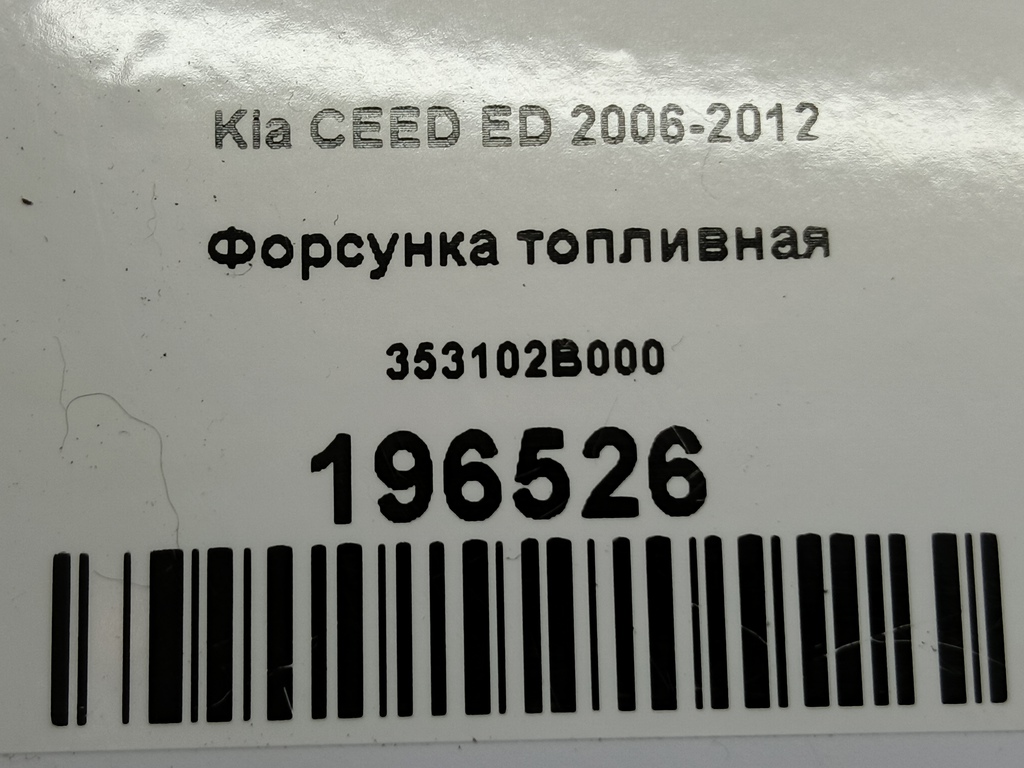 Kia CEED ED 2006-2012
Форсунка топливная
353102B000
196526